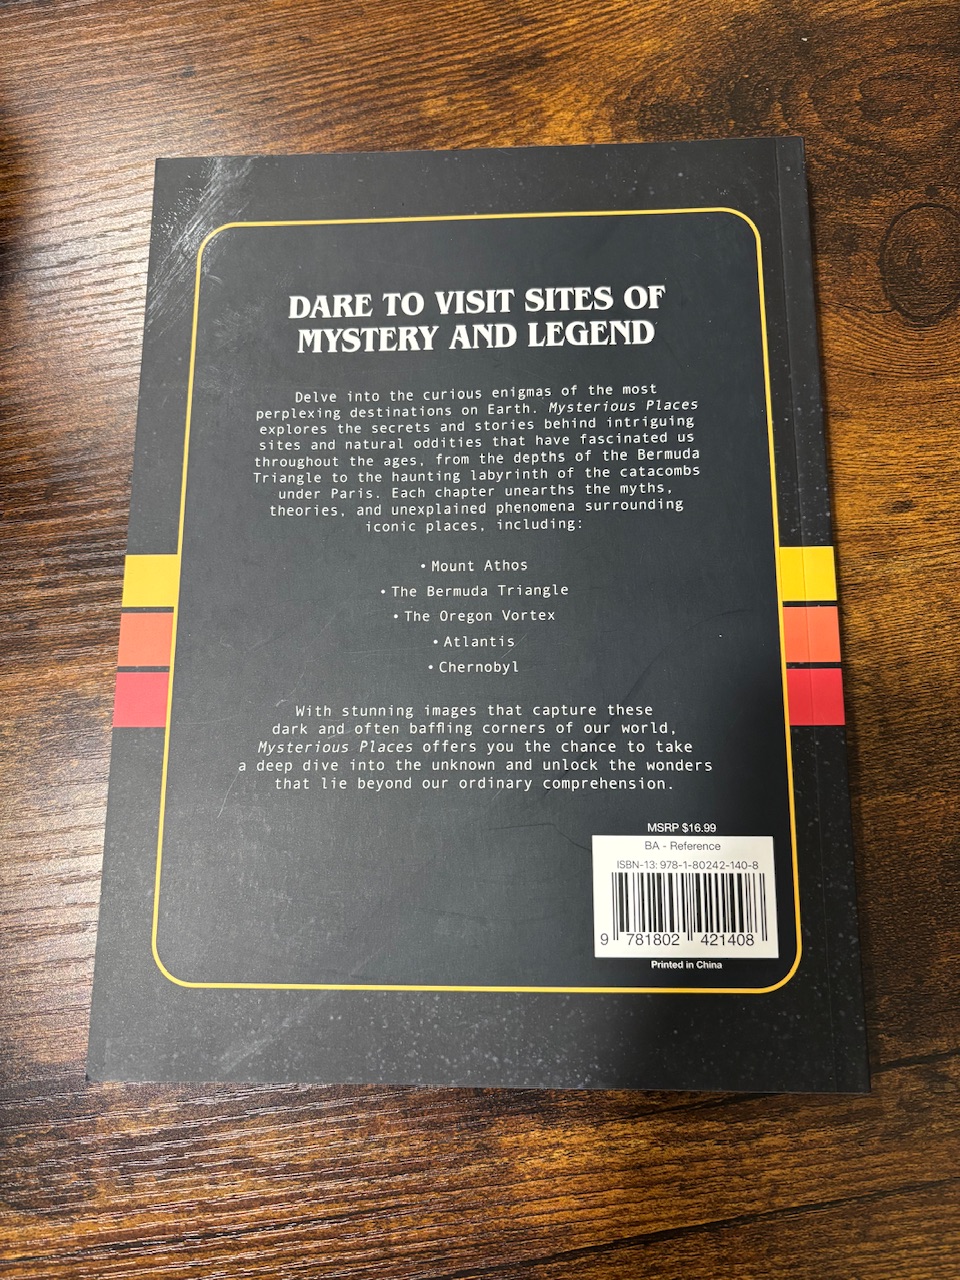 DARE TO VISIT SITES OF
MYSTERY AND LEGEND
Delve into the curious enigmas of the most
perplexing destinations on Earth. Mysterious Places
explores the secrets and stories behind intriguing
sites and natural oddities that have fascinated us
throughout the ages, from the depths of the Bermuda
Triangle to the haunting labyrinth of the catacombs
under Paris. Each chapter unearths the myths,
theories, and unexplained phenomena surrounding
iconic places, including:
• Mount Athos
• The Bermuda Triangle
• The Oregon Vortex
• Atlantis
• Chernobyl
With stunning images that capture these
dark and often baffling corners of our world,
Mysterious Places offers you the chance to take
a deep dive into the unknown and unlock the wonders
that lie beyond our ordinary comprehension.
MSRP $16.99
BA - Reference
ISBN-13: 978-1-80242-140-8
9 781802 421408
Printed in China